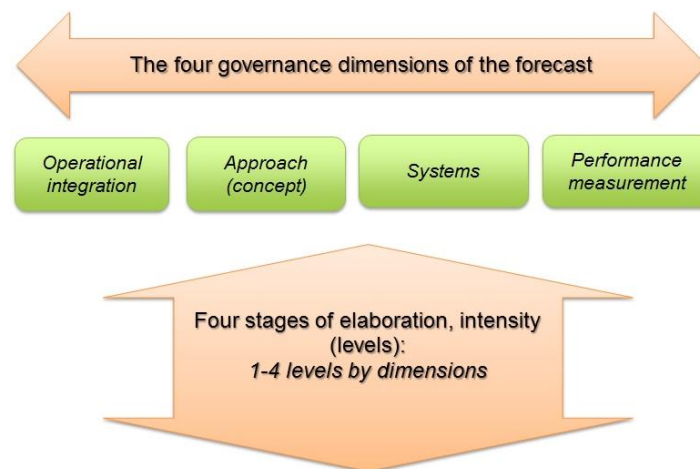 The four governance dimensions of the forecast
Operational
integration
Approach
(concept)
Systems
Performance
measurement
Four stages of elaboration, intensity
(levels):
1-4 levels by dimensions